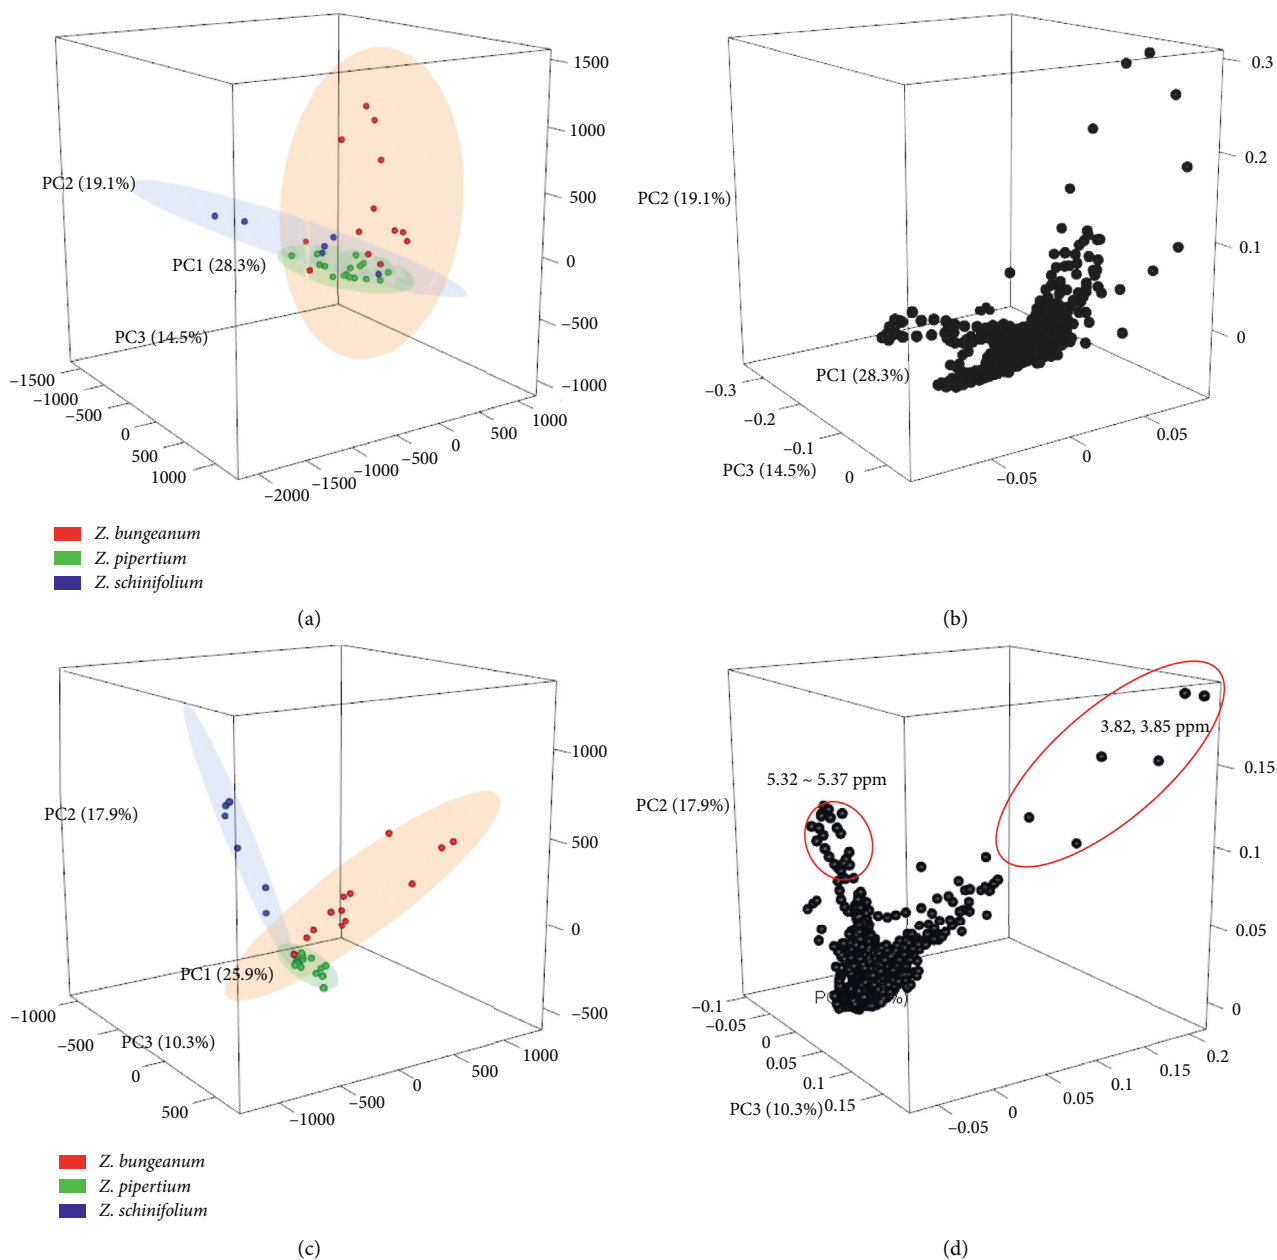 1500
1000
500
0
−500
−1000
PC2 (19.1%)
PC1 (28.3%)
PC3 (14.5%)
−1500
−1000
−500
0
500
1000
−2000
−1500
−1000
−500
0
500
1000
Z. bungeanum
Z. pipertium
Z. schinifolium
(a)
0.3
0.2
0.1
0
PC2 (19.1%)
PC1 (28.3%)
PC3 (14.5%)
−0.3
−0.2
−0.1
0
−0.05
0
0.05
(b)
1000
500
0
−500
PC2 (17.9%)
PC1 (25.9%)
PC3 (10.3%)
−1000
−500
0
500
−1000
−500
0
500
1000
Z. bungeanum
Z. pipertium
Z. schinifolium
(c)
3.82, 3.85 ppm
5.32 ~ 5.37 ppm
0.15
0.1
0.05
0
PC2 (17.9%)
PC3 (10.3%)
−0.1
−0.05
0
0.05
0.1
0.15
−0.05
0
0.05
0.1
0.15
0.2
(d)